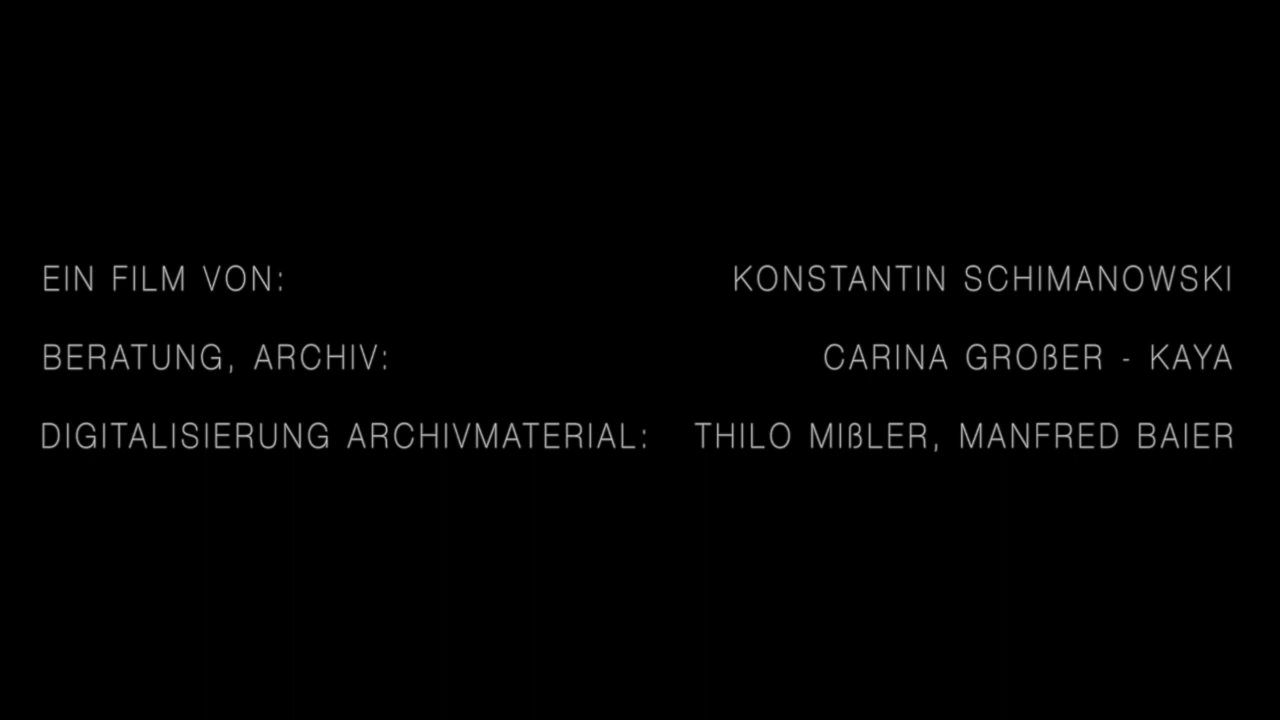 EIN FILM VON: KONSTANTIN SCHIMANOWSKI
BERATUNG, ARCHIV: CARINA GROßER - KAYA
DIGITALISIERUNG ARCHIVMATERIAL: THILO MIßLER, MANFRED BAIER